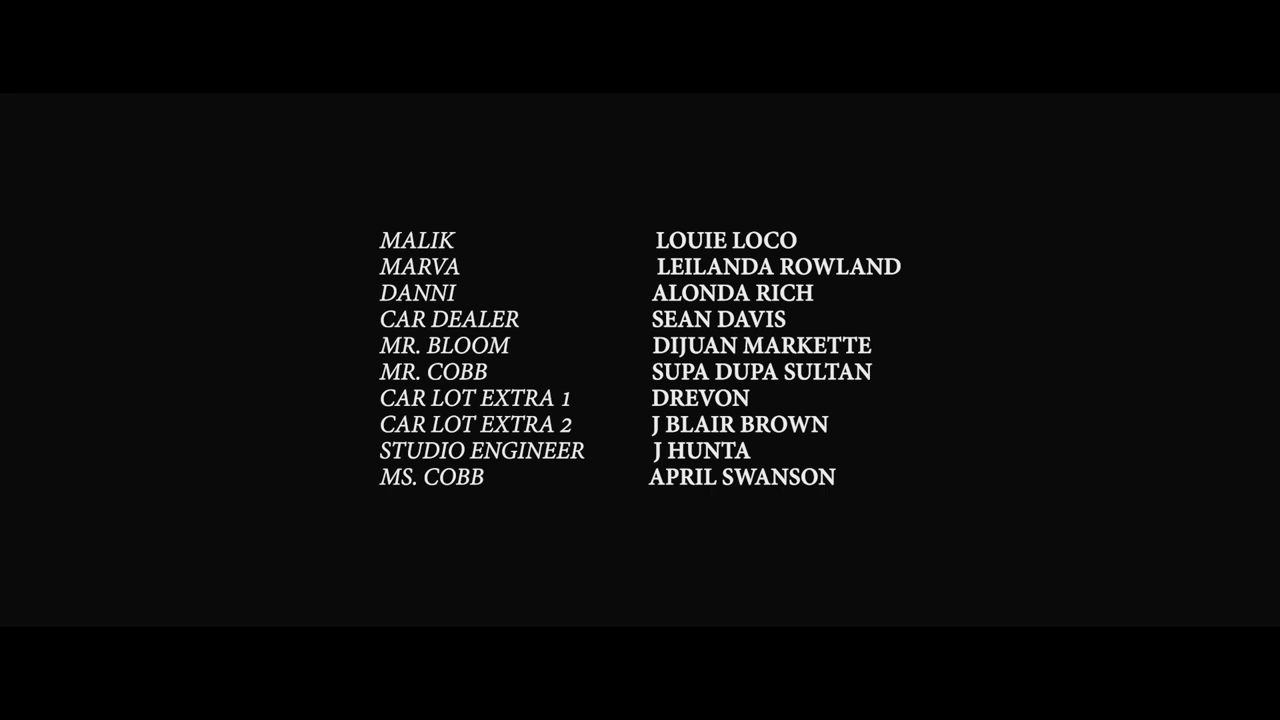 MALIK LOUIE LOCO
MARVA LEILANDA ROWLAND
DANNI ALONDA RICH
CAR DEALER SEAN DAVIS
MR. BLOOM DIJUAN MARKETTE
MR. COBB SUPA DUPA SULTAN
CAR LOT EXTRA 1 DREVON
CAR LOT EXTRA 2 J BLAIR BROWN
STUDIO ENGINEER J HUNTA
MS. COBB APRIL SWANSON